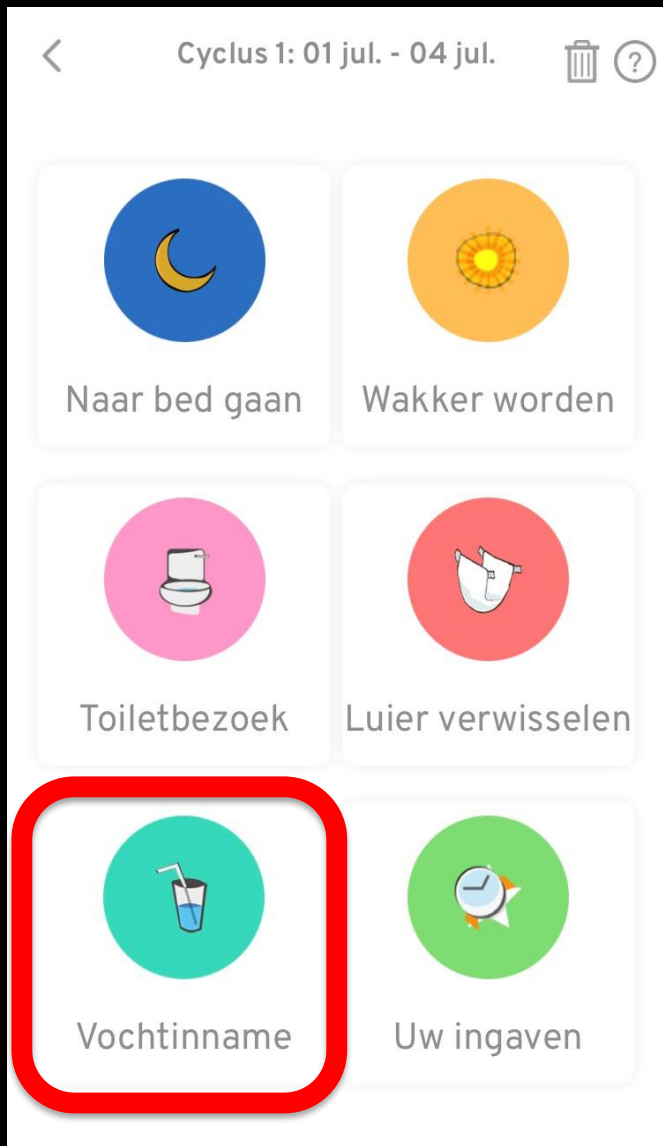 Cyclus 1: 01 jul. - 04 jul.
?
Naar bed gaan
Wakker worden
Toiletbezoek
Luier verwisselen
Vochtinname
Uw ingaven